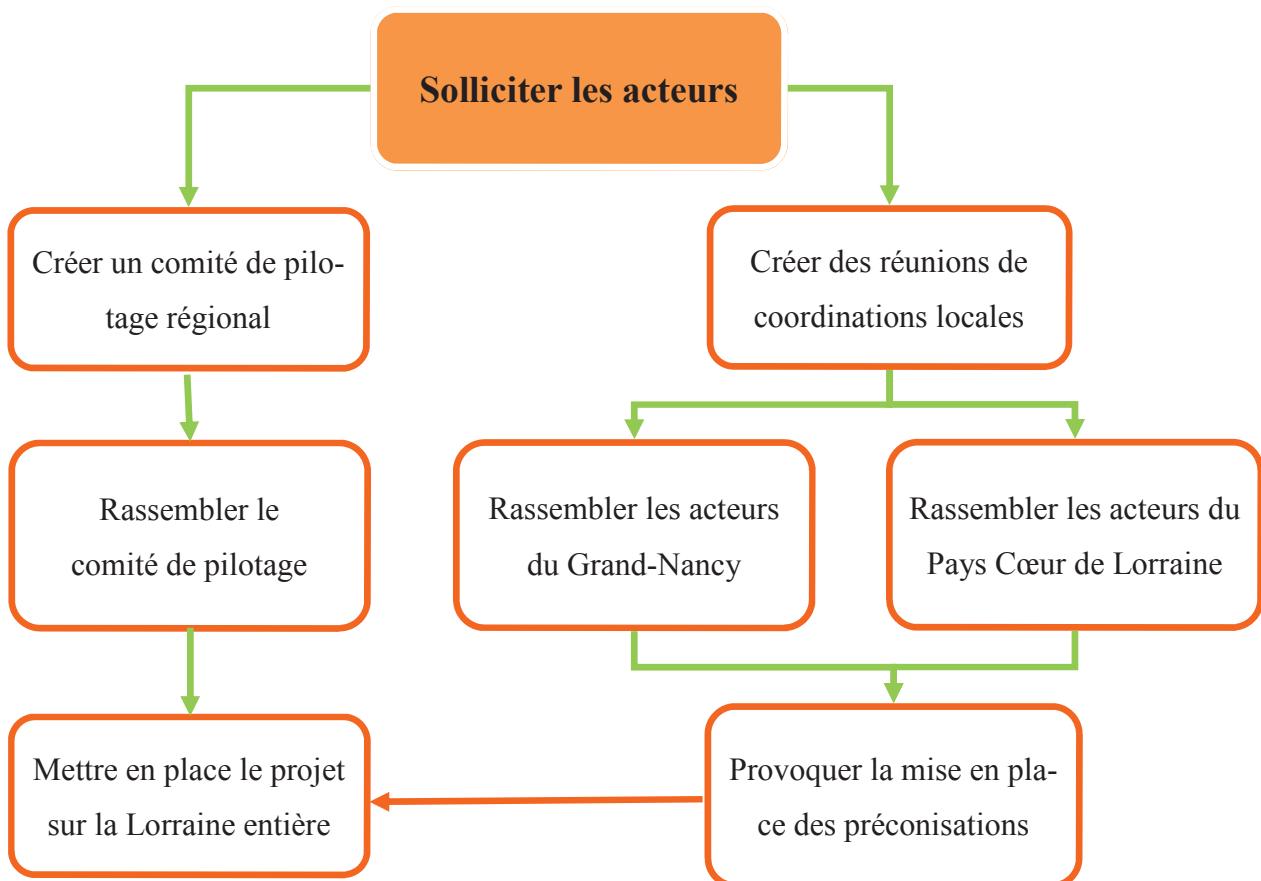 Solliciter les acteurs
Créer un comité de pilo-
tage régional
Créer des réunions de
coordinations locales
Rassembler le
comité de pilotage
Rassembler les acteurs
du Grand-Nancy
Rassembler les acteurs du
Pays Cœur de Lorraine
Mettre en place le projet
sur la Lorraine entière
Provoquer la mise en pla-
ce des préconisations